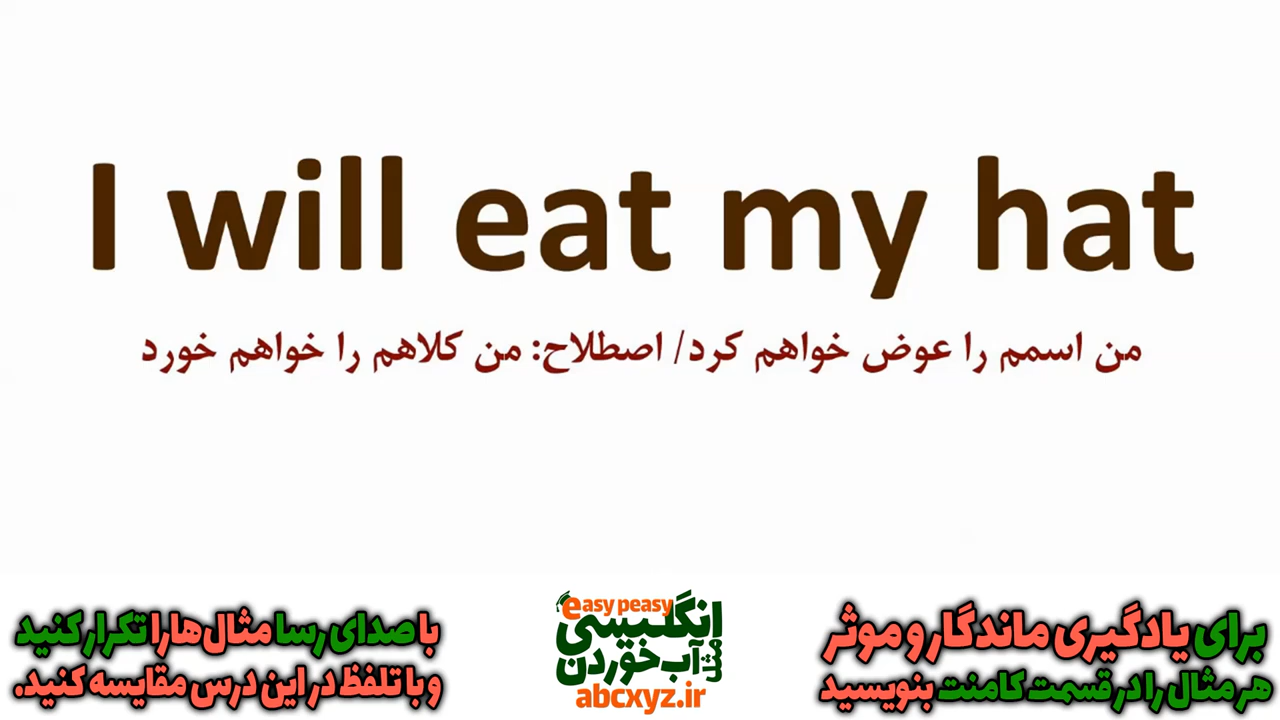 I will eat my hat
من اسمم را عوض خواهم کرد/ اصطلاح: من کلاهم را خواهم خورد
برای یادگیری ماندگار و موثر
هر مثال را در قسمت کامنت بنویسید
easy peasy
انگلیسی
مثل آب خوردن
abcxyz.ir
با صدای رسا مثال‌ها را تکرار کنید
و با تلفظ در این درس مقایسه کنید.